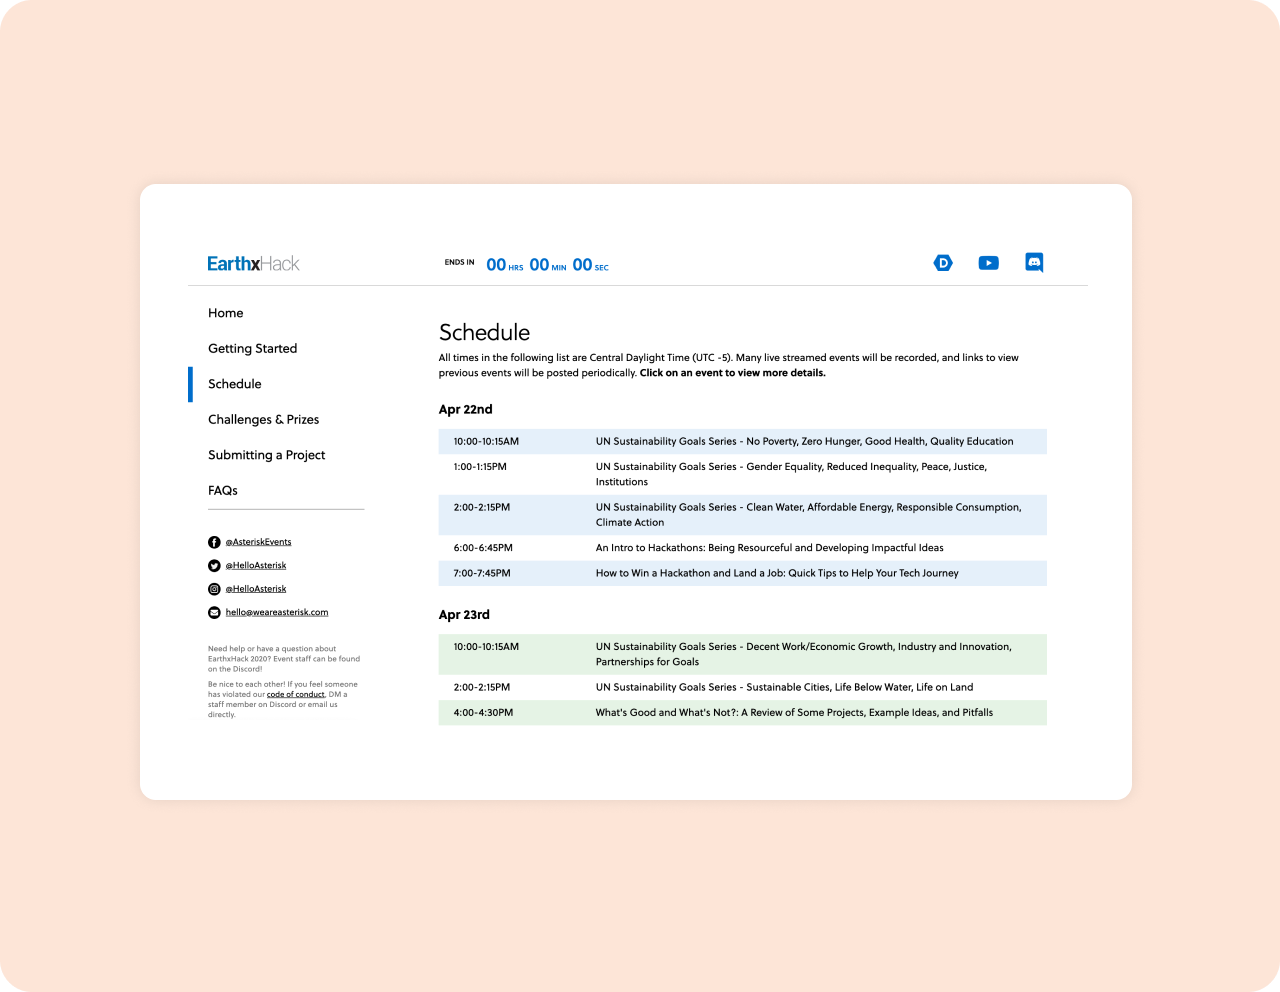 EarthxHack
ENDS IN 00 HRS 00 MIN 00 SEC
Home
Getting Started
Schedule
Challenges & Prizes
Submitting a Project
FAQs
@AsteriskEvents
@HelloAsterisk
@HelloAsterisk
hello@weareasterisk.com
Need help or have a question about
EarthxHack 2020? Event staff can be found
on the Discord!
Be nice to each other! If you feel someone
has violated our code of conduct, DM a
staff member on Discord or email us
directly.
Schedule
All times in the following list are Central Daylight Time (UTC -5). Many live streamed events will be recorded, and links to view
previous events will be posted periodically. Click on an event to view more details.
Apr 22nd
10:00-10:15AM UN Sustainability Goals Series - No Poverty, Zero Hunger, Good Health, Quality Education
1:00-1:15PM UN Sustainability Goals Series - Gender Equality, Reduced Inequality, Peace, Justice,
Institutions
2:00-2:15PM UN Sustainability Goals Series - Clean Water, Affordable Energy, Responsible Consumption,
Climate Action
6:00-6:45PM An Intro to Hackathons: Being Resourceful and Developing Impactful Ideas
7:00-7:45PM How to Win a Hackathon and Land a Job: Quick Tips to Help Your Tech Journey
Apr 23rd
10:00-10:15AM UN Sustainability Goals Series - Decent Work/Economic Growth, Industry and Innovation,
Partnerships for Goals
2:00-2:15PM UN Sustainability Goals Series - Sustainable Cities, Life Below Water, Life on Land
4:00-4:30PM What's Good and What's Not?: A Review of Some Projects, Example Ideas, and Pitfalls